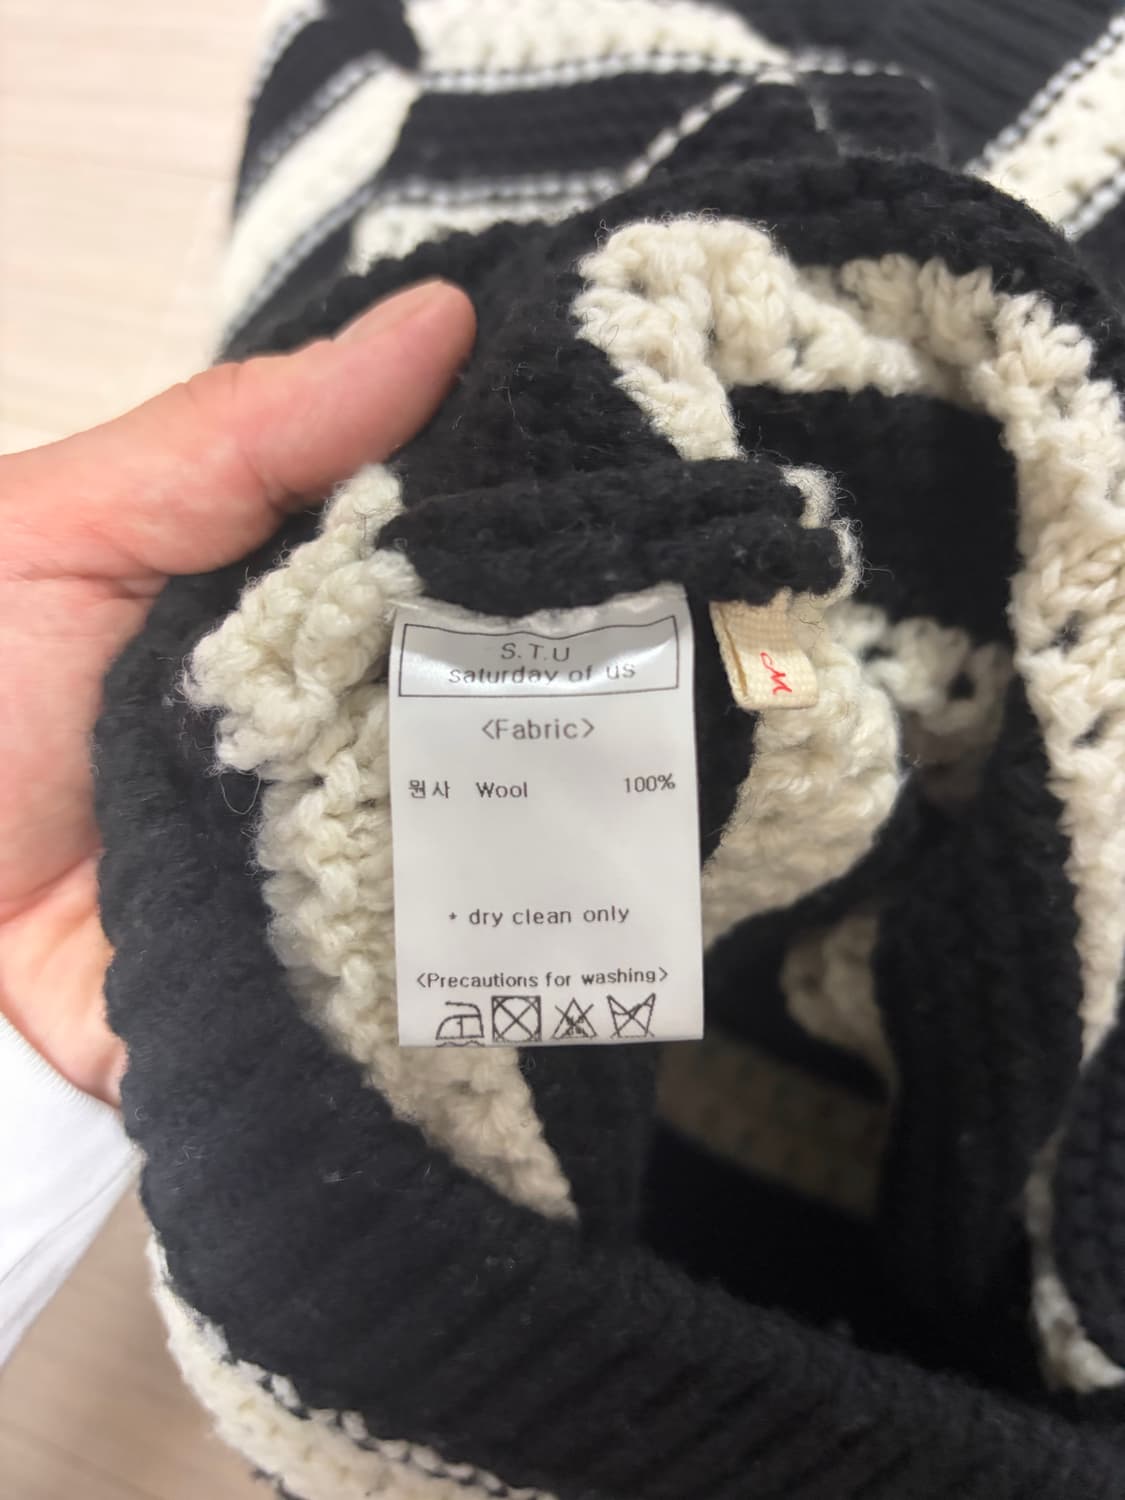 S.T.U
saturday of us
<Fabric>
원사 Wool 100%
* dry clean only
<Precautions for washing>
M